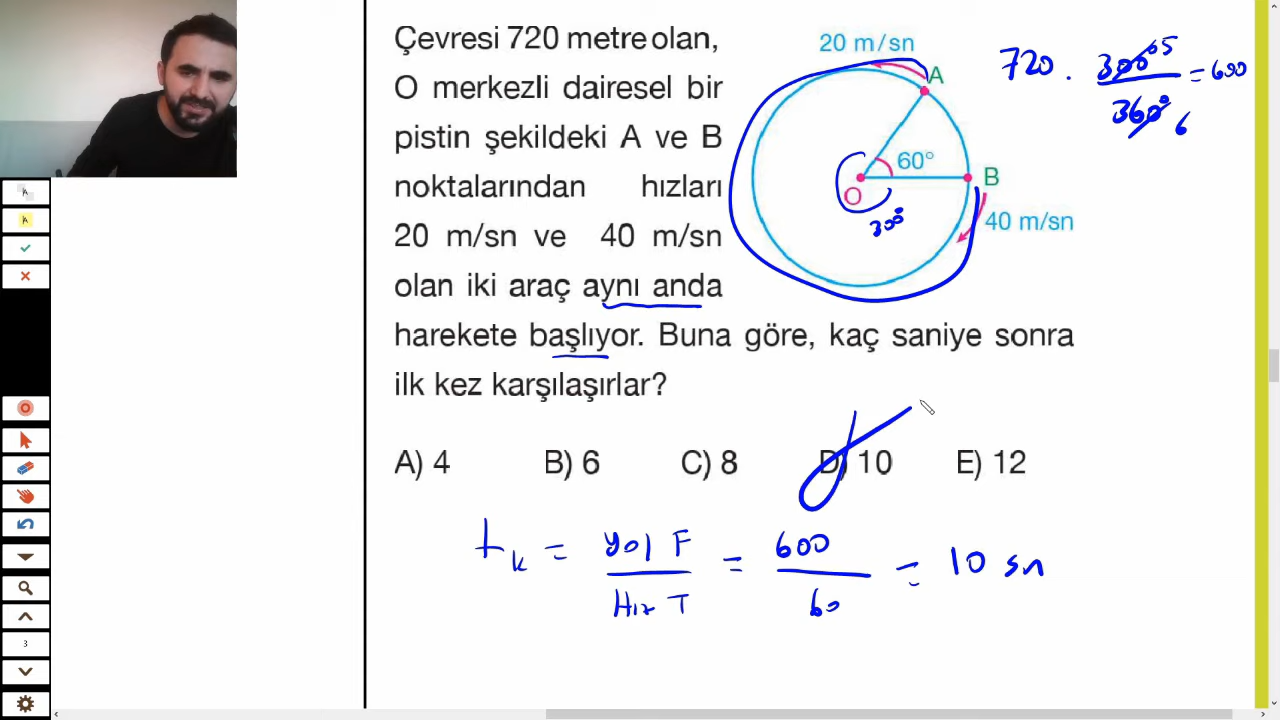 Çevresi 720 metre olan,
O merkezli dairesel bir
pistin şekildeki A ve B
noktalarından hızları
20 m/sn ve 40 m/sn
olan iki araç aynı anda
harekete başlıyor. Buna göre, kaç saniye sonra
ilk kez karşılaşırlar?
20 m/sn
A
60°
O
B
40 m/sn
300°
720 . 300° 5 / 360° 6 = 600
A) 4 B) 6 C) 8 D) 10 E) 12
tk = yol F / Hız T = 600 / 60 = 10 sn
3